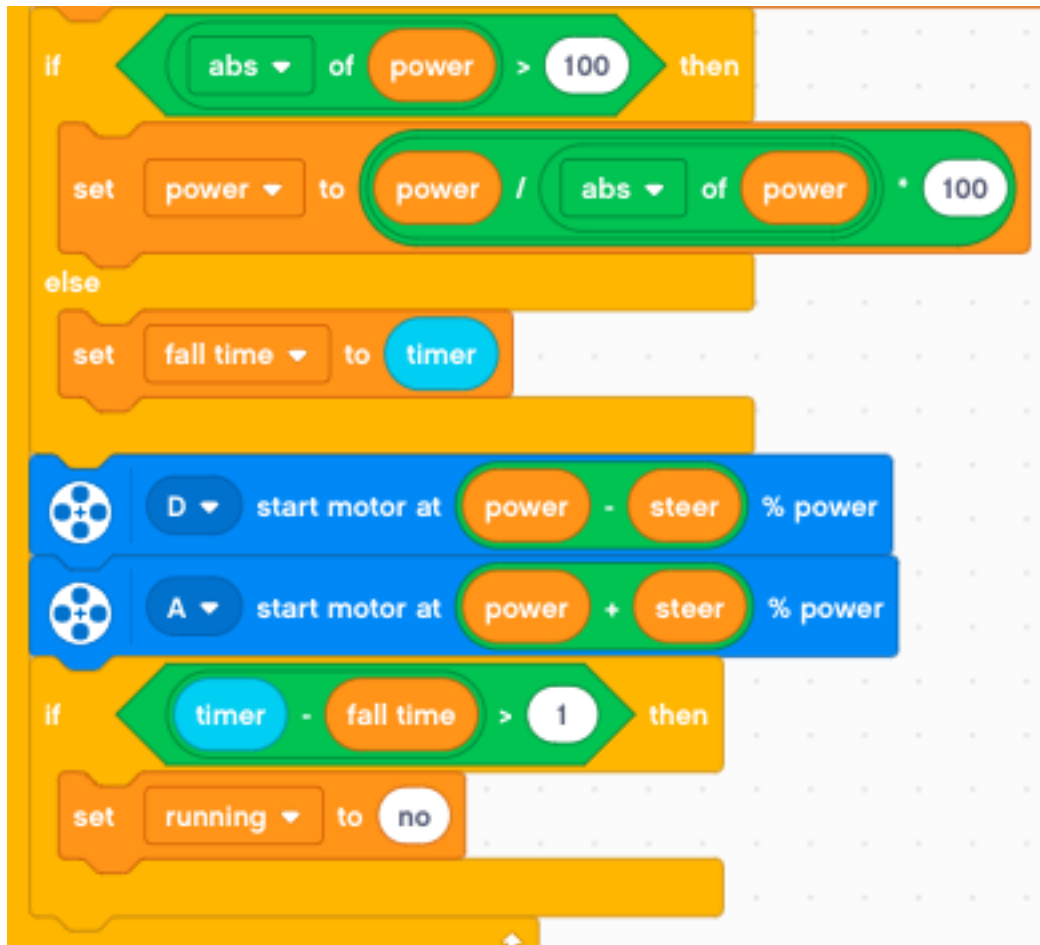 if abs of power > 100 then
set power to power / abs of power * 100
else
set fall time to timer
D start motor at power - steer % power
A start motor at power + steer % power
if timer - fall time > 1 then
set running to no